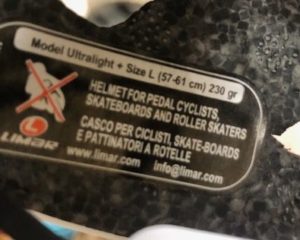 Model Ultralight + Size L (57-61 cm) 230 gr
HELMET FOR PEDAL CYCLISTS,
SKATEBOARDS AND ROLLER SKATERS
CASCO PER CICLISTI, SKATE-BOARDS
E PATTINATORI A ROTELLE
www.limar.com info@limar.com
LIMAR